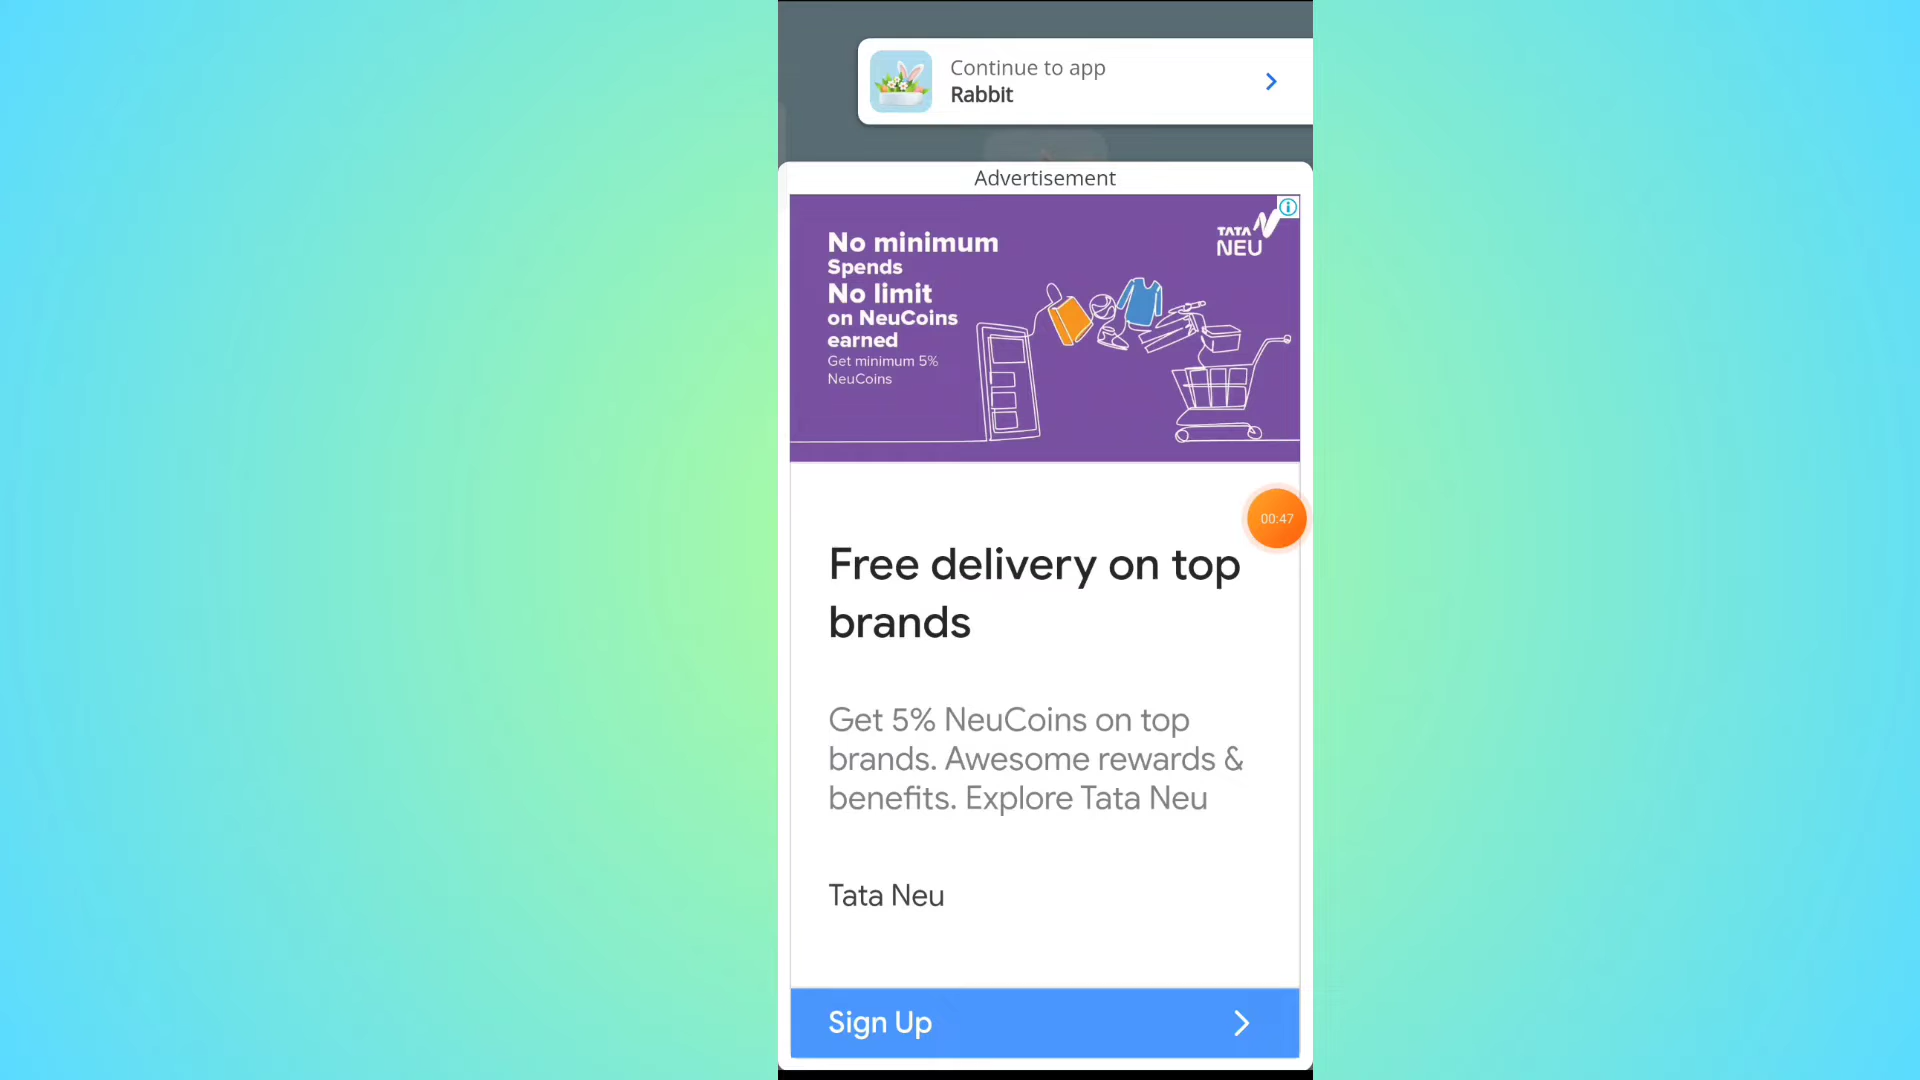 Continue to app
Rabbit
Advertisement
No minimum
Spends
No limit
on NeuCoins
earned
Get minimum 5%
NeuCoins
TATA
NEU
00:47
Free delivery on top
brands
Get 5% NeuCoins on top
brands. Awesome rewards &
benefits. Explore Tata Neu
Tata Neu
Sign Up